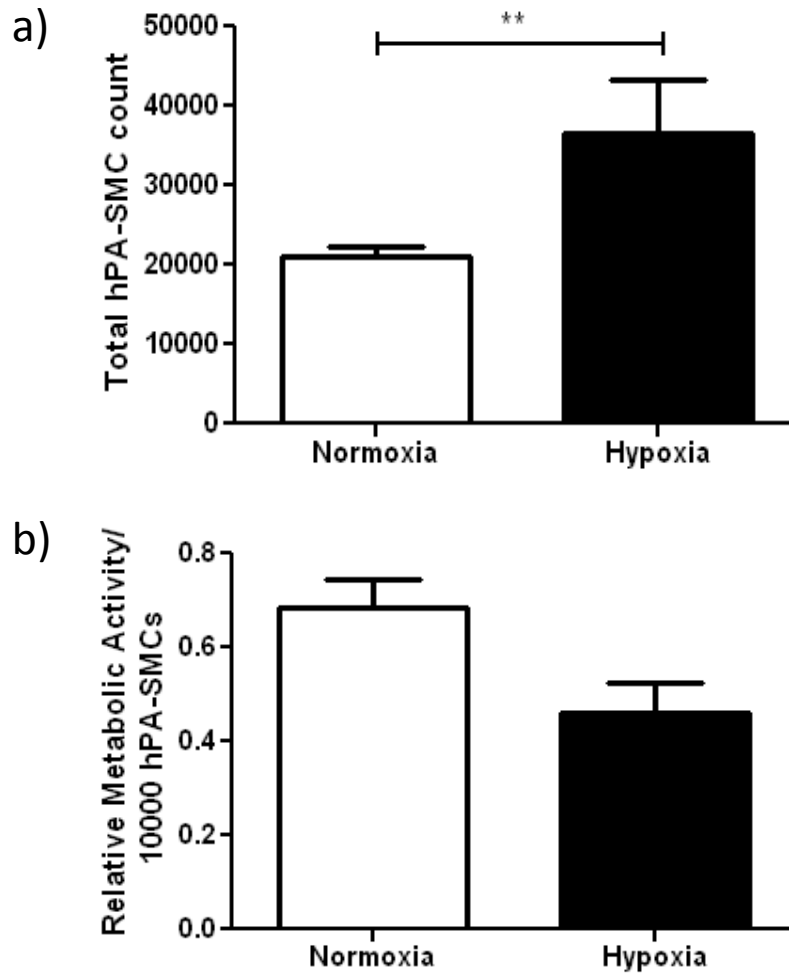 a)
**
Total hPA-SMC count
50000
40000
30000
20000
10000
0
Normoxia Hypoxia
b)
Relative Metabolic Activity/
10000 hPA-SMCs
0.8
0.6
0.4
0.2
0.0
Normoxia Hypoxia